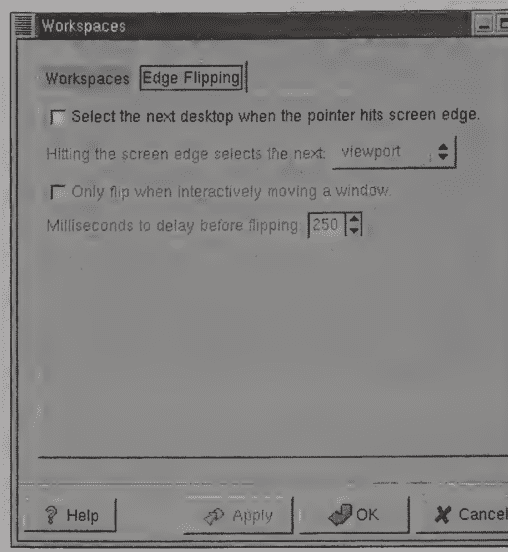 Workspaces
Workspaces Edge Flipping
Select the next desktop when the pointer hits screen edge.
Hitting the screen edge selects the next: viewport
Only flip when interactively moving a window.
Milliseconds to delay before flipping: 250
Help Apply OK Cancel